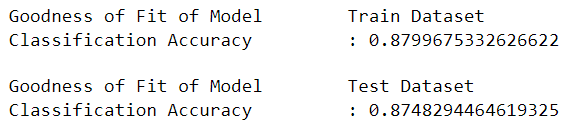 Goodness of Fit of Model Train Dataset
Classification Accuracy : 0.8799675332626622
Goodness of Fit of Model Test Dataset
Classification Accuracy : 0.8748294464619325